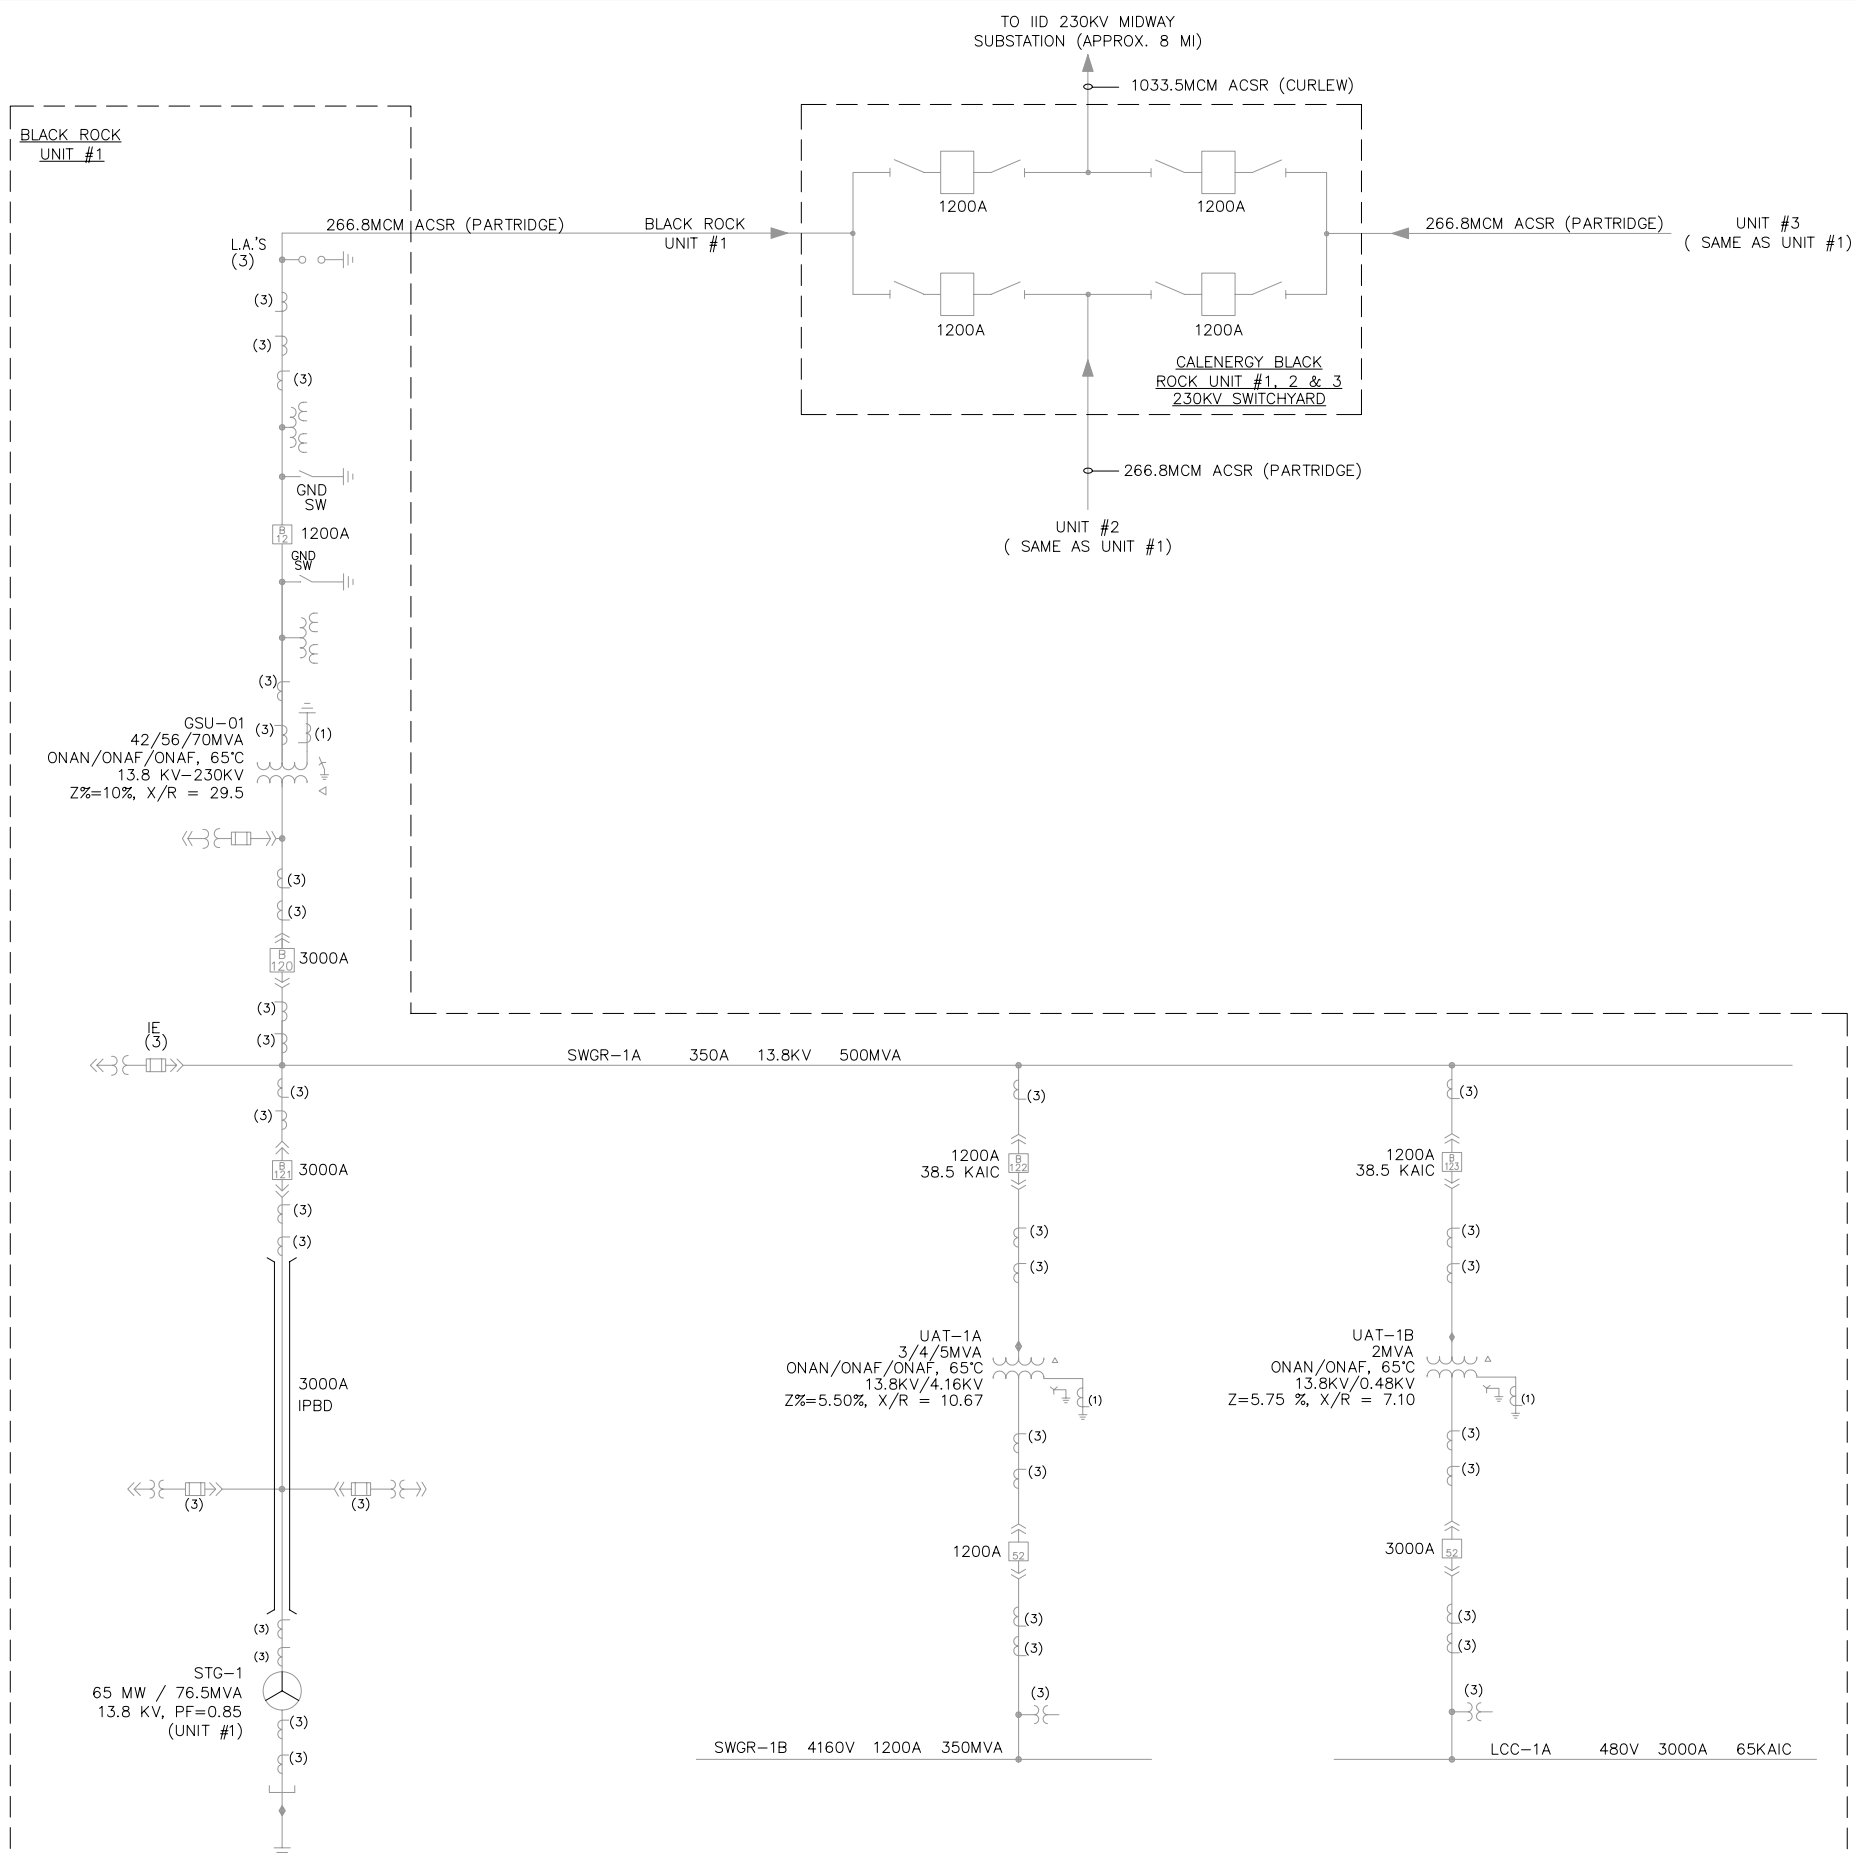 TO IID 230KV MIDWAY
SUBSTATION (APPROX. 8 MI)
1033.5MCM ACSR (CURLEW)
BLACK ROCK
UNIT #1
1200A
1200A
266.8MCM ACSR (PARTRIDGE)
BLACK ROCK
UNIT #1
266.8MCM ACSR (PARTRIDGE)
UNIT #3
( SAME AS UNIT #1)
L.A.'S
(3)
(3)
(3)
(3)
1200A
1200A
CALENERGY BLACK
ROCK UNIT #1, 2 & 3
230KV SWITCHYARD
266.8MCM ACSR (PARTRIDGE)
UNIT #2
( SAME AS UNIT #1)
GND
SW
B
12
1200A
GND
SW
(3)
GSU-01
42/56/70MVA
ONAN/ONAF/ONAF, 65°C
13.8 KV-230KV
Z%=10%, X/R = 29.5
(3)
(1)
(3)
(3)
B
120
3000A
(3)
(3)
IE
(3)
SWGR-1A 350A 13.8KV 500MVA
(3)
(3)
B
121
3000A
(3)
(3)
3000A
IPBD
(3)
(3)
(3)
(3)
STG-1
65 MW / 76.5MVA
13.8 KV, PF=0.85
(UNIT #1)
(3)
(3)
(3)
1200A
38.5 KAIC
B
122
(3)
(3)
UAT-1A
3/4/5MVA
ONAN/ONAF/ONAF, 65°C
13.8KV/4.16KV
Z%=5.50%, X/R = 10.67
(1)
(3)
(3)
1200A
52
(3)
(3)
(3)
SWGR-1B 4160V 1200A 350MVA
(3)
1200A
38.5 KAIC
B
123
(3)
(3)
UAT-1B
2MVA
ONAN/ONAF, 65°C
13.8KV/0.48KV
Z=5.75 %, X/R = 7.10
(1)
(3)
(3)
3000A
52
(3)
(3)
(3)
LCC-1A 480V 3000A 65KAIC